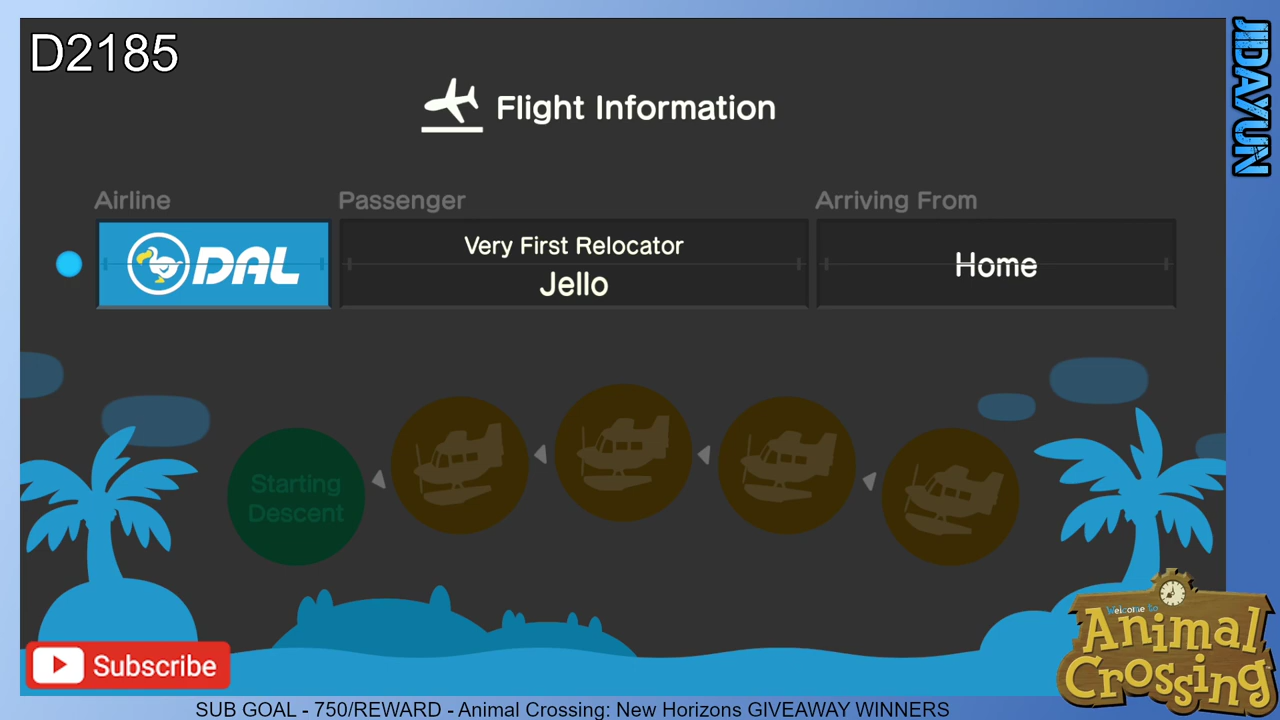 D2185
JIDAVUN
Flight Information
Airline
Passenger
Arriving From
DAL
Very First Relocator
Jello
Home
Starting
Descent
Subscribe
Welcome to
Animal
Crossing
SUB GOAL - 750/REWARD - Animal Crossing: New Horizons GIVEAWAY WINNERS